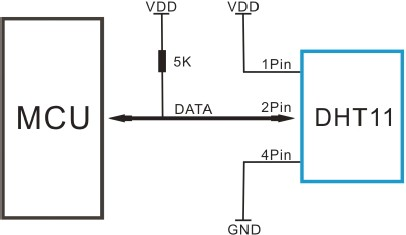 VDD
VDD
5K
1Pin
MCU
DATA
2Pin
DHT11
4Pin
GND